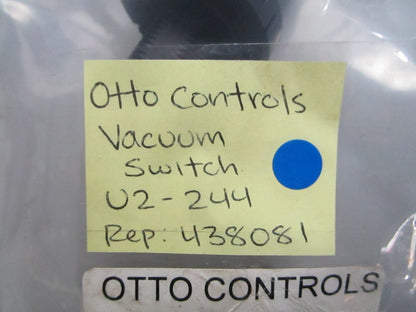 Otto Controls
Vacuum
Switch
U2-244
Rep: 438081
OTTO CONTROLS